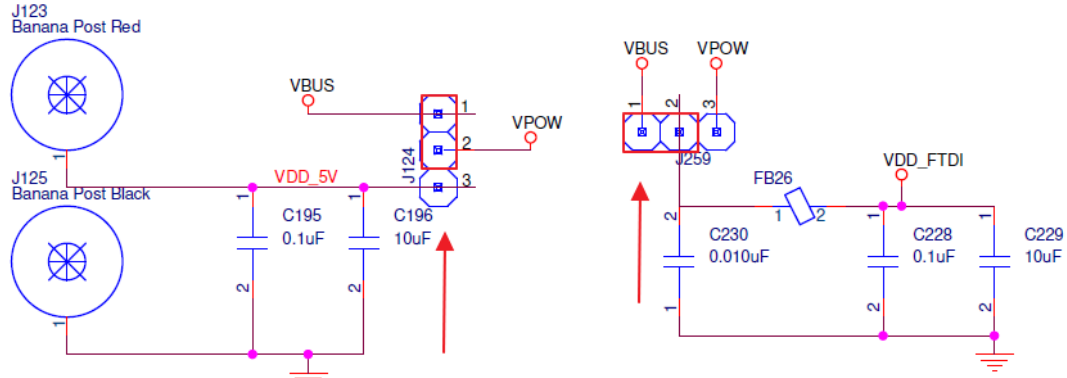 J123
Banana Post Red
1
J125
Banana Post Black
1
VBUS
VPOW
1
2
3
J124
VDD_5V
1
C195
0.1uF
2
1
C196
10uF
2
VBUS
VPOW
1
2
3
J259
VDD_FTDI
FB26
1
2
2
C230
0.010uF
1
1
C228
0.1uF
2
1
C229
10uF
2